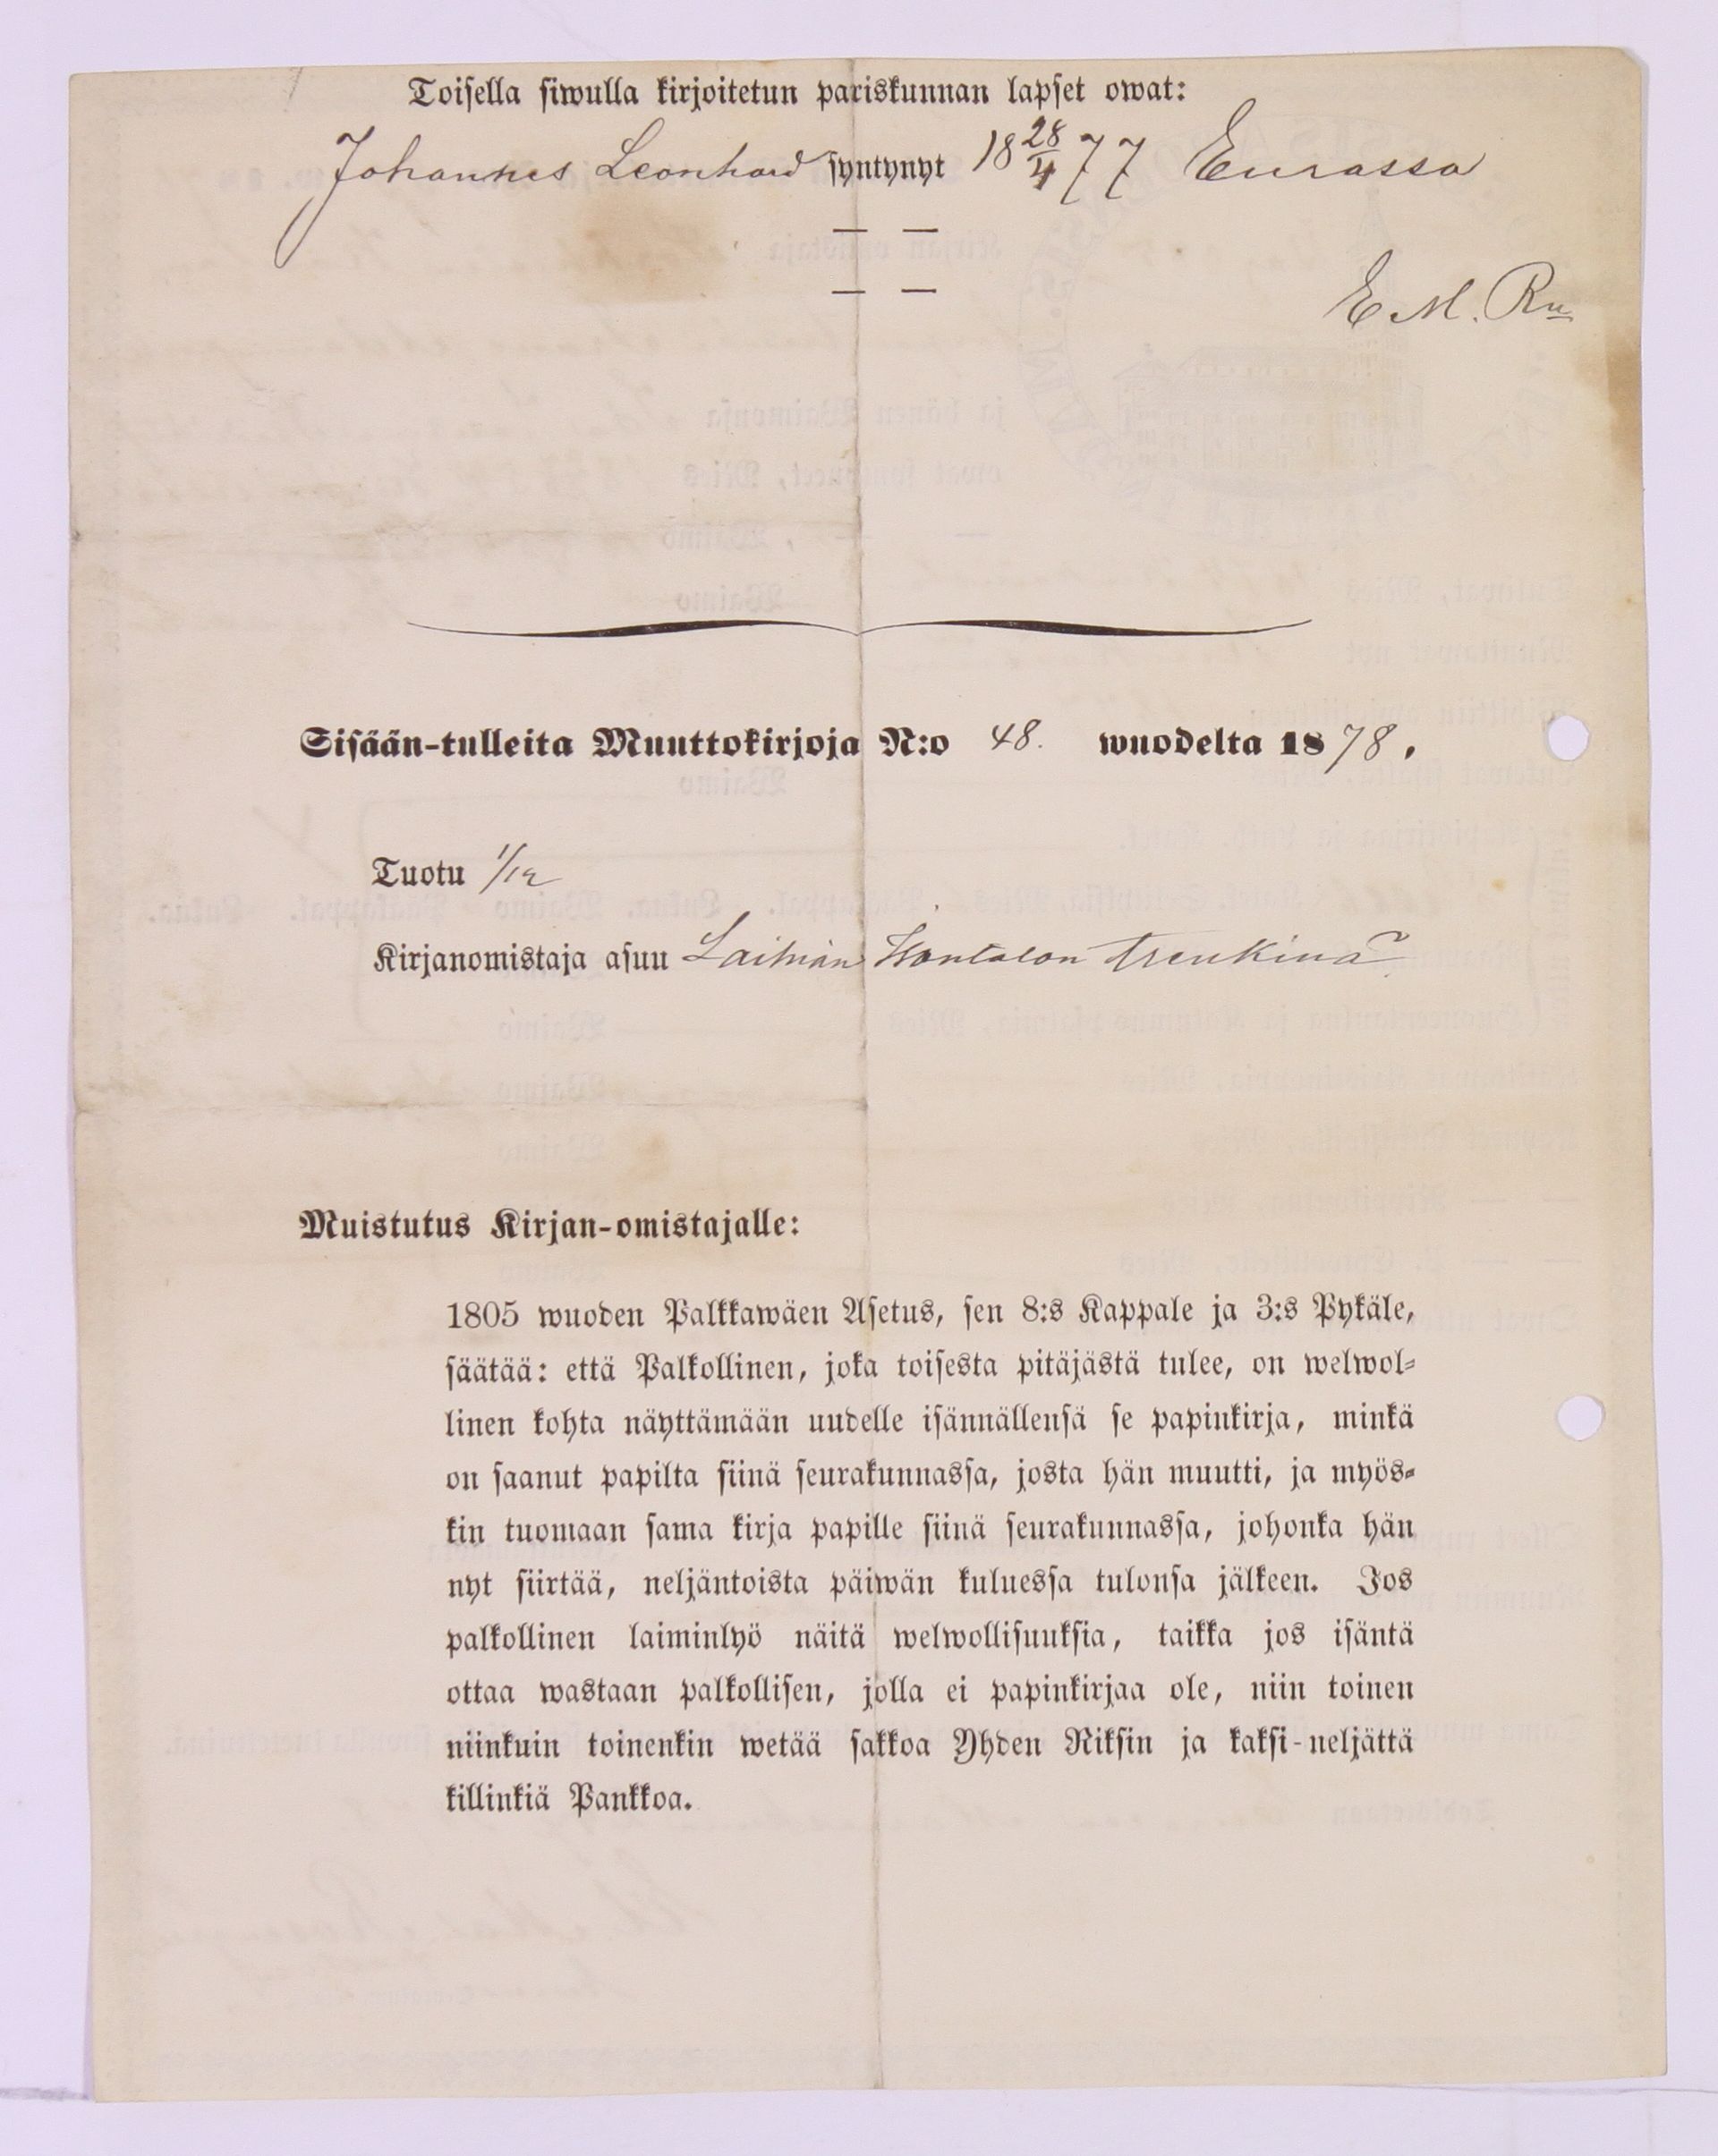 Toisella siwulla kirjoitetun pariskunnan lapset owat:
Johannes Leonhard syntynyt 18 28/4 77 Eurassa
— —
— —
E. M. Rn
Sisään-tulleita Muuttokirjoja N:o 48. wuodelta 1878.
Tuotu 1/12
Kirjanomistaja asuu Laihian
Muistutus Kirjan-omistajalle:
1805 wuoden Palkkawäen Asetus, sen 8:s Kappale ja 3:s Pykäle,
säätää: että Palkollinen, joka toisesta pitäjästä tulee, on welwol-
linen kohta näyttämään uudelle isännällensä se papinkirja, minkä
on saanut papilta siinä seurakunnassa, josta hän muutti, ja myös-
kin tuomaan sama kirja papille siinä seurakunnassa, johonka hän
nyt siirtää, neljäntoista päiwän kuluessa tulonsa jälkeen. Jos
palkollinen laiminlyö näitä welwollisuuksia, taikka jos isäntä
ottaa wastaan palkollisen, jolla ei papinkirjaa ole, niin toinen
niinkuin toinenkin wetää sakkoa Yhden Riksin ja kaksi-neljättä
killinkiä Pankkoa.